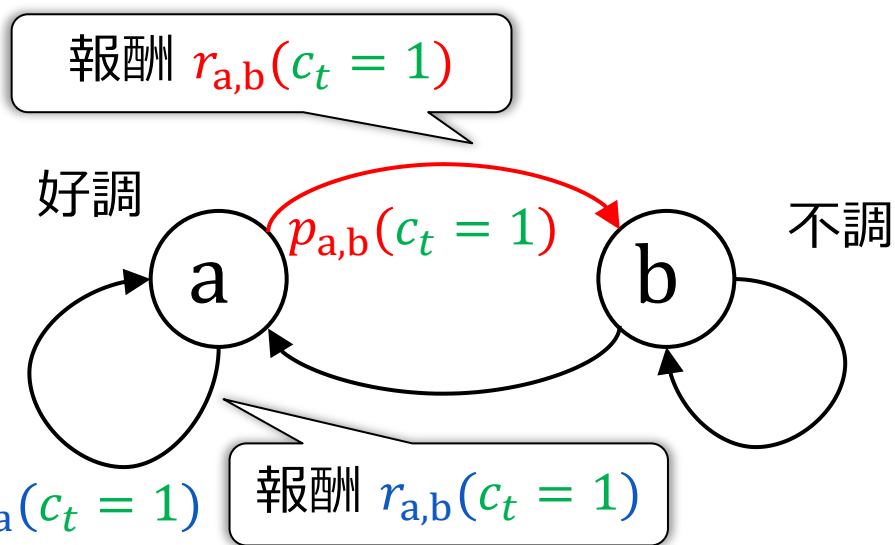 報酬 r_{a,b}(c_t = 1)
好調
不調
p_{a,b}(c_t = 1)
a
b
報酬 r_{a,b}(c_t = 1)
a(c_t = 1)